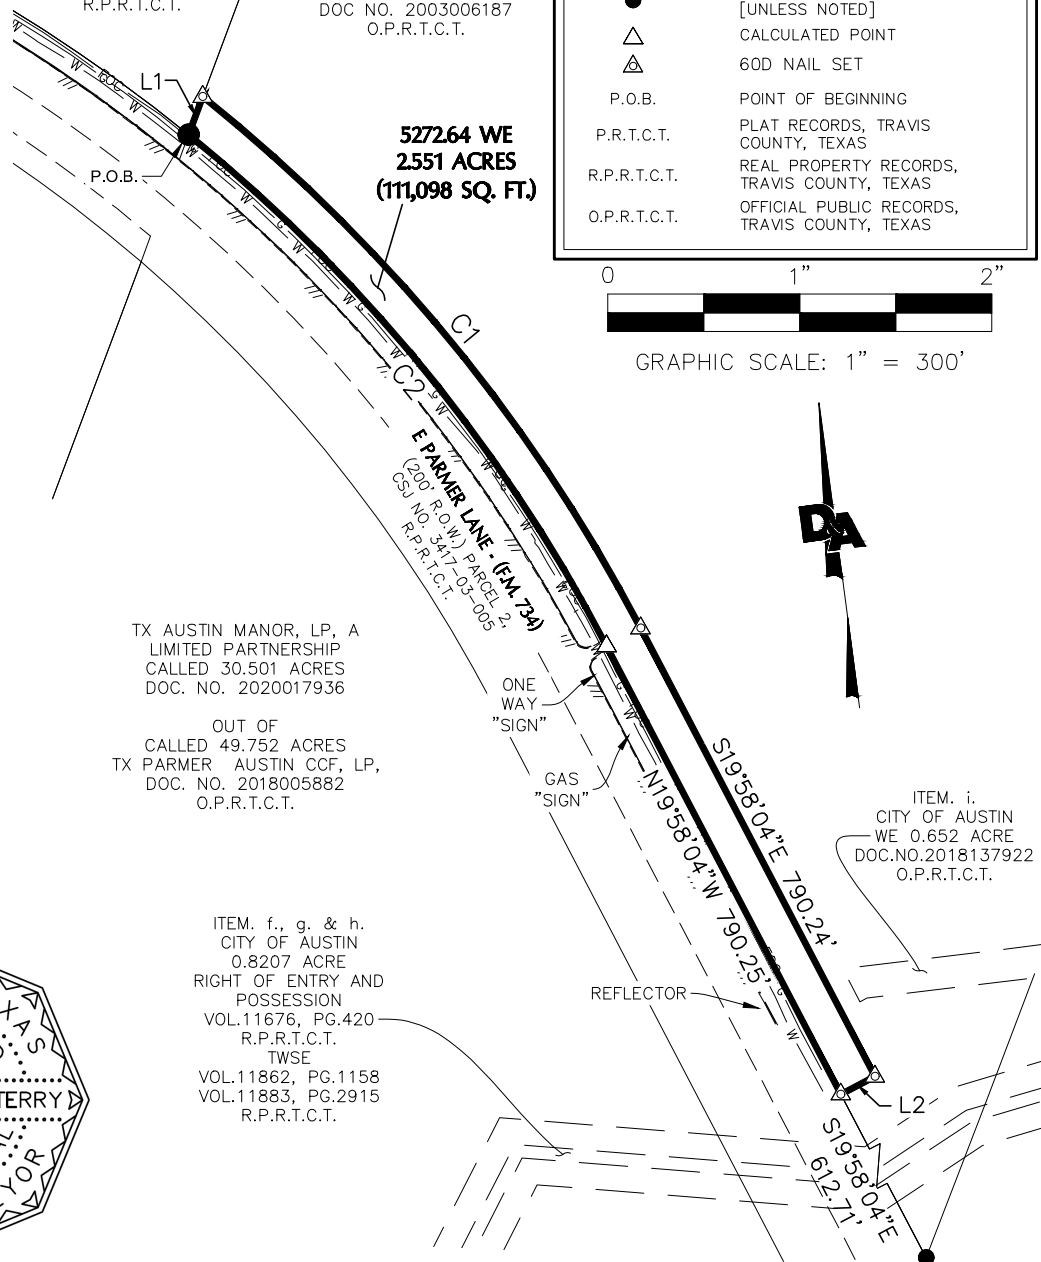 R.P.R.T.C.T.
DOC NO. 2003006187
O.P.R.T.C.T.
[UNLESS NOTED]
CALCULATED POINT
60D NAIL SET
P.O.B. POINT OF BEGINNING
P.R.T.C.T. PLAT RECORDS, TRAVIS
COUNTY, TEXAS
R.P.R.T.C.T. REAL PROPERTY RECORDS,
TRAVIS COUNTY, TEXAS
O.P.R.T.C.T. OFFICIAL PUBLIC RECORDS,
TRAVIS COUNTY, TEXAS
0 1" 2"
GRAPHIC SCALE: 1" = 300'
L1
P.O.B.
5272.64 WE
2.551 ACRES
(111,098 SQ. FT.)
C1
C2
E PARMER LANE - (F.M. 734)
(200' R.O.W.) PARCEL 2,
CSJ NO. 3417-03-005
R.P.R.T.C.T.
DA
TX AUSTIN MANOR, LP, A
LIMITED PARTNERSHIP
CALLED 30.501 ACRES
DOC. NO. 2020017936
OUT OF
CALLED 49.752 ACRES
TX PARMER AUSTIN CCF, LP,
DOC. NO. 2018005882
O.P.R.T.C.T.
ONE
WAY
"SIGN"
GAS
"SIGN"
S19°58'04"E 790.24'
N19°58'04"W 790.25'
ITEM. i.
CITY OF AUSTIN
WE 0.652 ACRE
DOC.NO.2018137922
O.P.R.T.C.T.
ITEM. f., g. & h.
CITY OF AUSTIN
0.8207 ACRE
RIGHT OF ENTRY AND
POSSESSION
VOL.11676, PG.420
R.P.R.T.C.T.
TWSE
VOL.11862, PG.1158
VOL.11883, PG.2915
R.P.R.T.C.T.
REFLECTOR
L2
S19°58'04"E
612.71'
XAS
TERRY
YOR